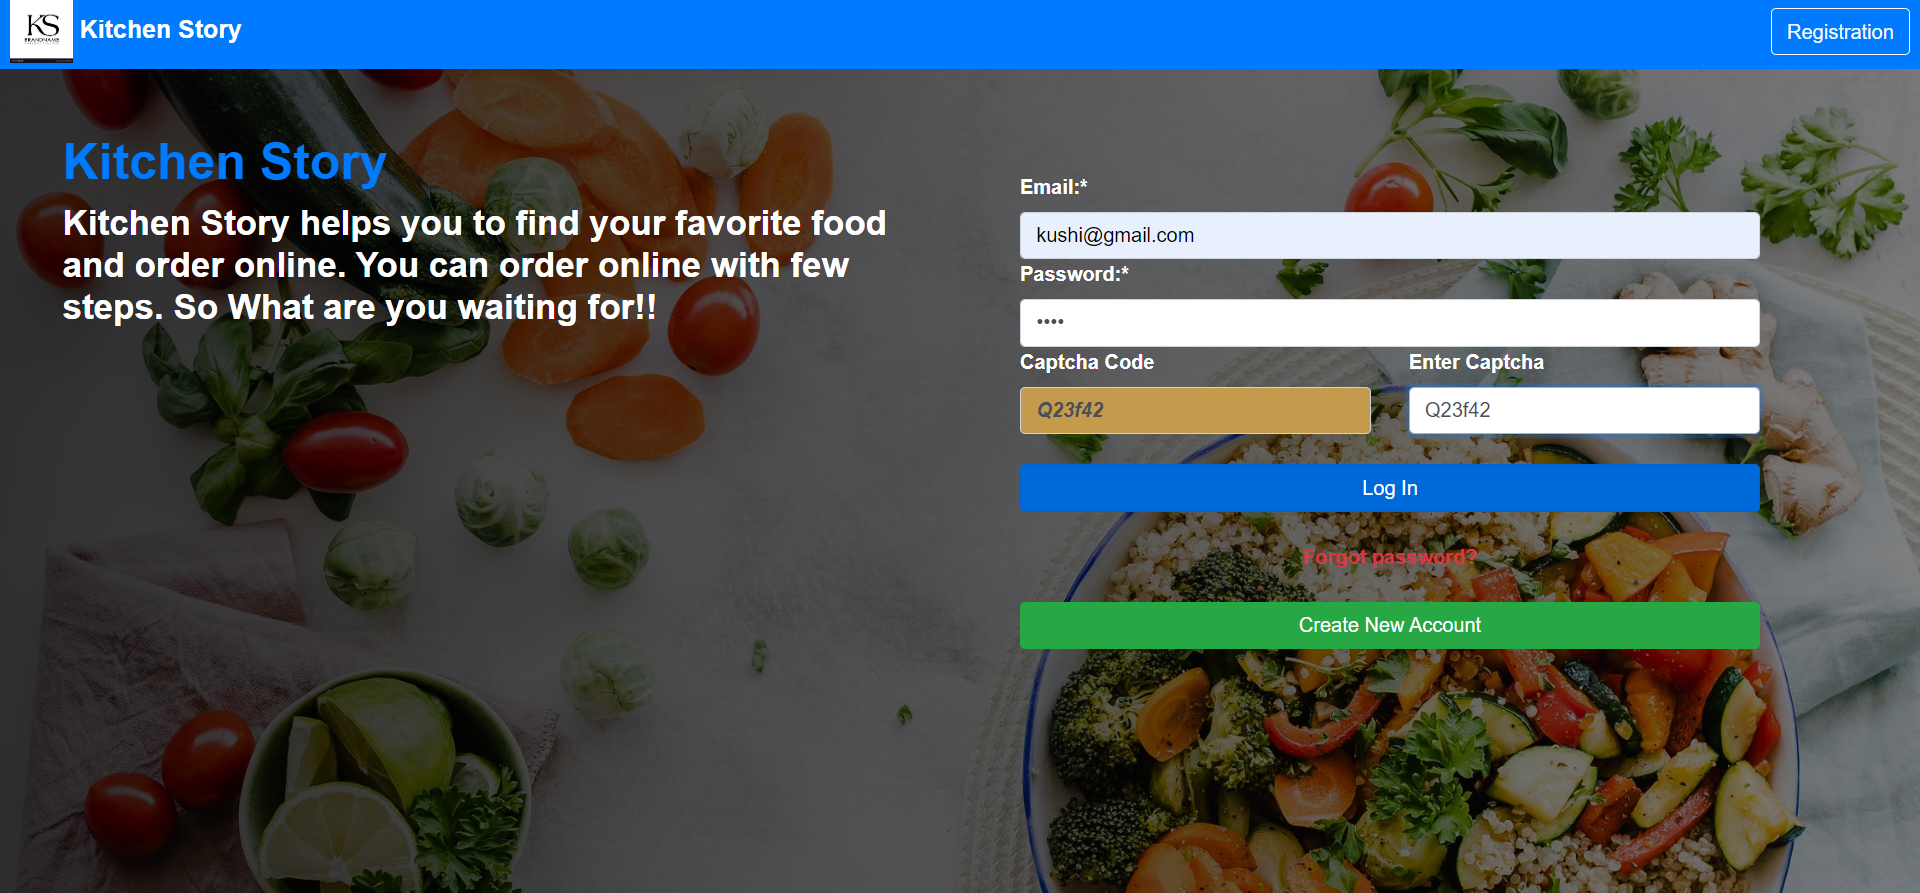 KS
BRANDNAME
Kitchen Story
Registration
Kitchen Story
Kitchen Story helps you to find your favorite food
and order online. You can order online with few
steps. So What are you waiting for!!
Email:*
kushi@gmail.com
Password:*
••••
Captcha Code
Enter Captcha
Q23f42
Q23f42
Log In
Forgot password?
Create New Account